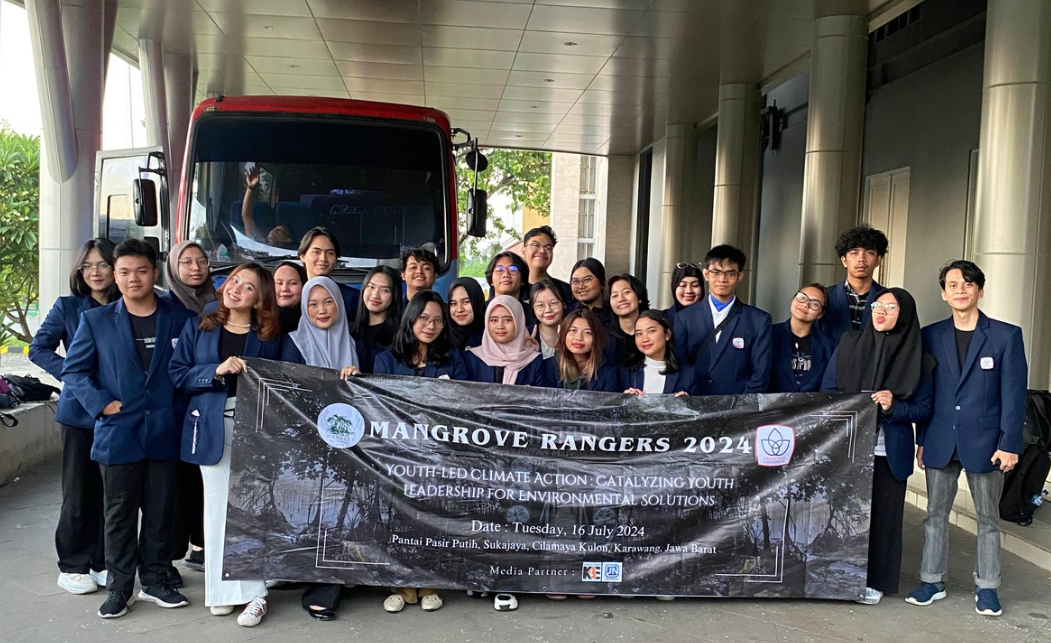 MANGROVE RANGERS 2024
YOUTH-LED CLIMATE ACTION : CATALYZING YOUTH
LEADERSHIP FOR ENVIRONMENTAL SOLUTIONS
Date : Tuesday, 16 July 2024
Pantai Pasir Putih, Sukajaya, Cilamaya Kulon, Karawang, Jawa Barat
Media Partner :